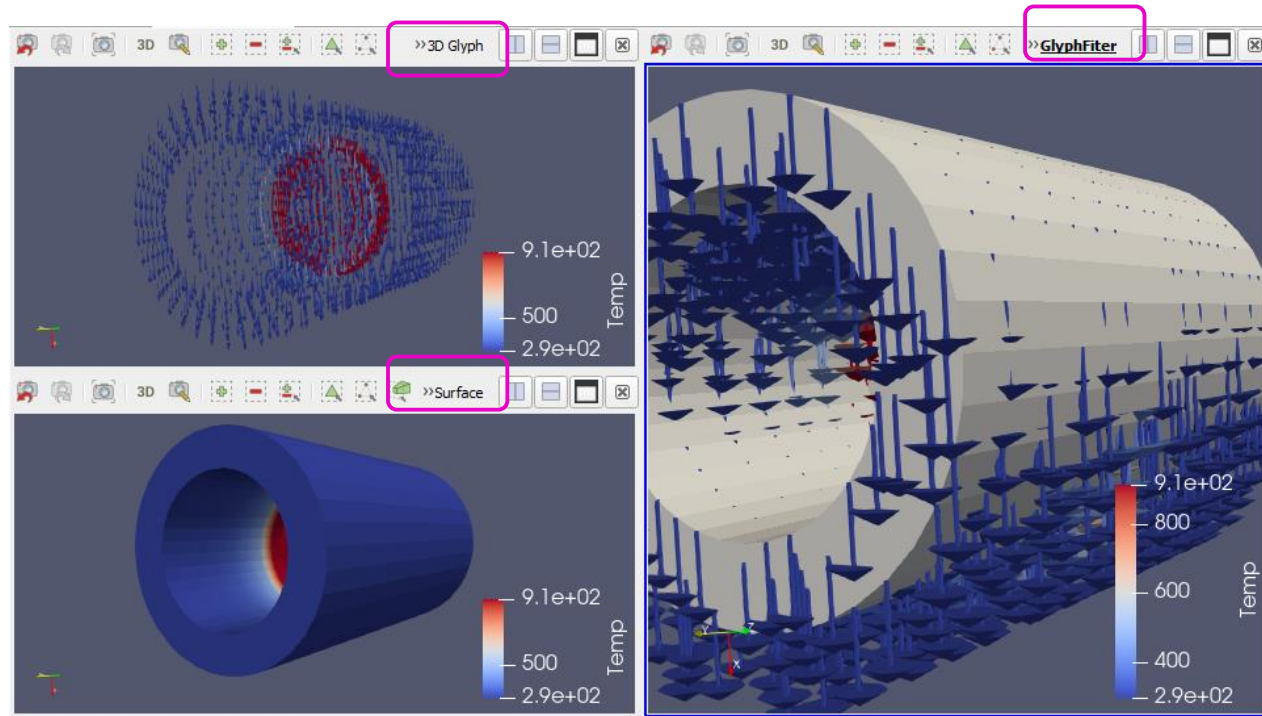 3D
»3D Glyph
9.1e+02
500
2.9e+02
Temp
3D
»Surface
9.1e+02
500
2.9e+02
Temp
3D
»GlyphFiter
9.1e+02
800
600
400
2.9e+02
Temp
Y
Z
X